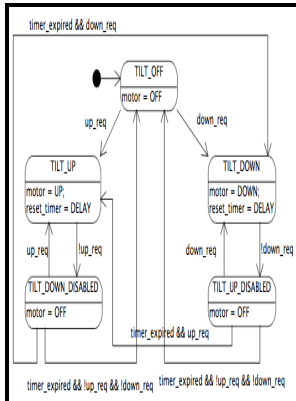 timer_expired && down_req
TILT_OFF
motor = OFF
up_req
down_req
TILT_UP
motor = UP;
reset_timer = DELAY
TILT_DOWN
motor = DOWN;
reset_timer = DELAY
up_req
!up_req
down_req
!down_req
TILT_DOWN_DISABLED
motor = OFF
TILT_UP_DISABLED
motor = OFF
timer_expired && up_req
timer_expired && !up_req && !down_req
timer_expired && !up_req && !down_req